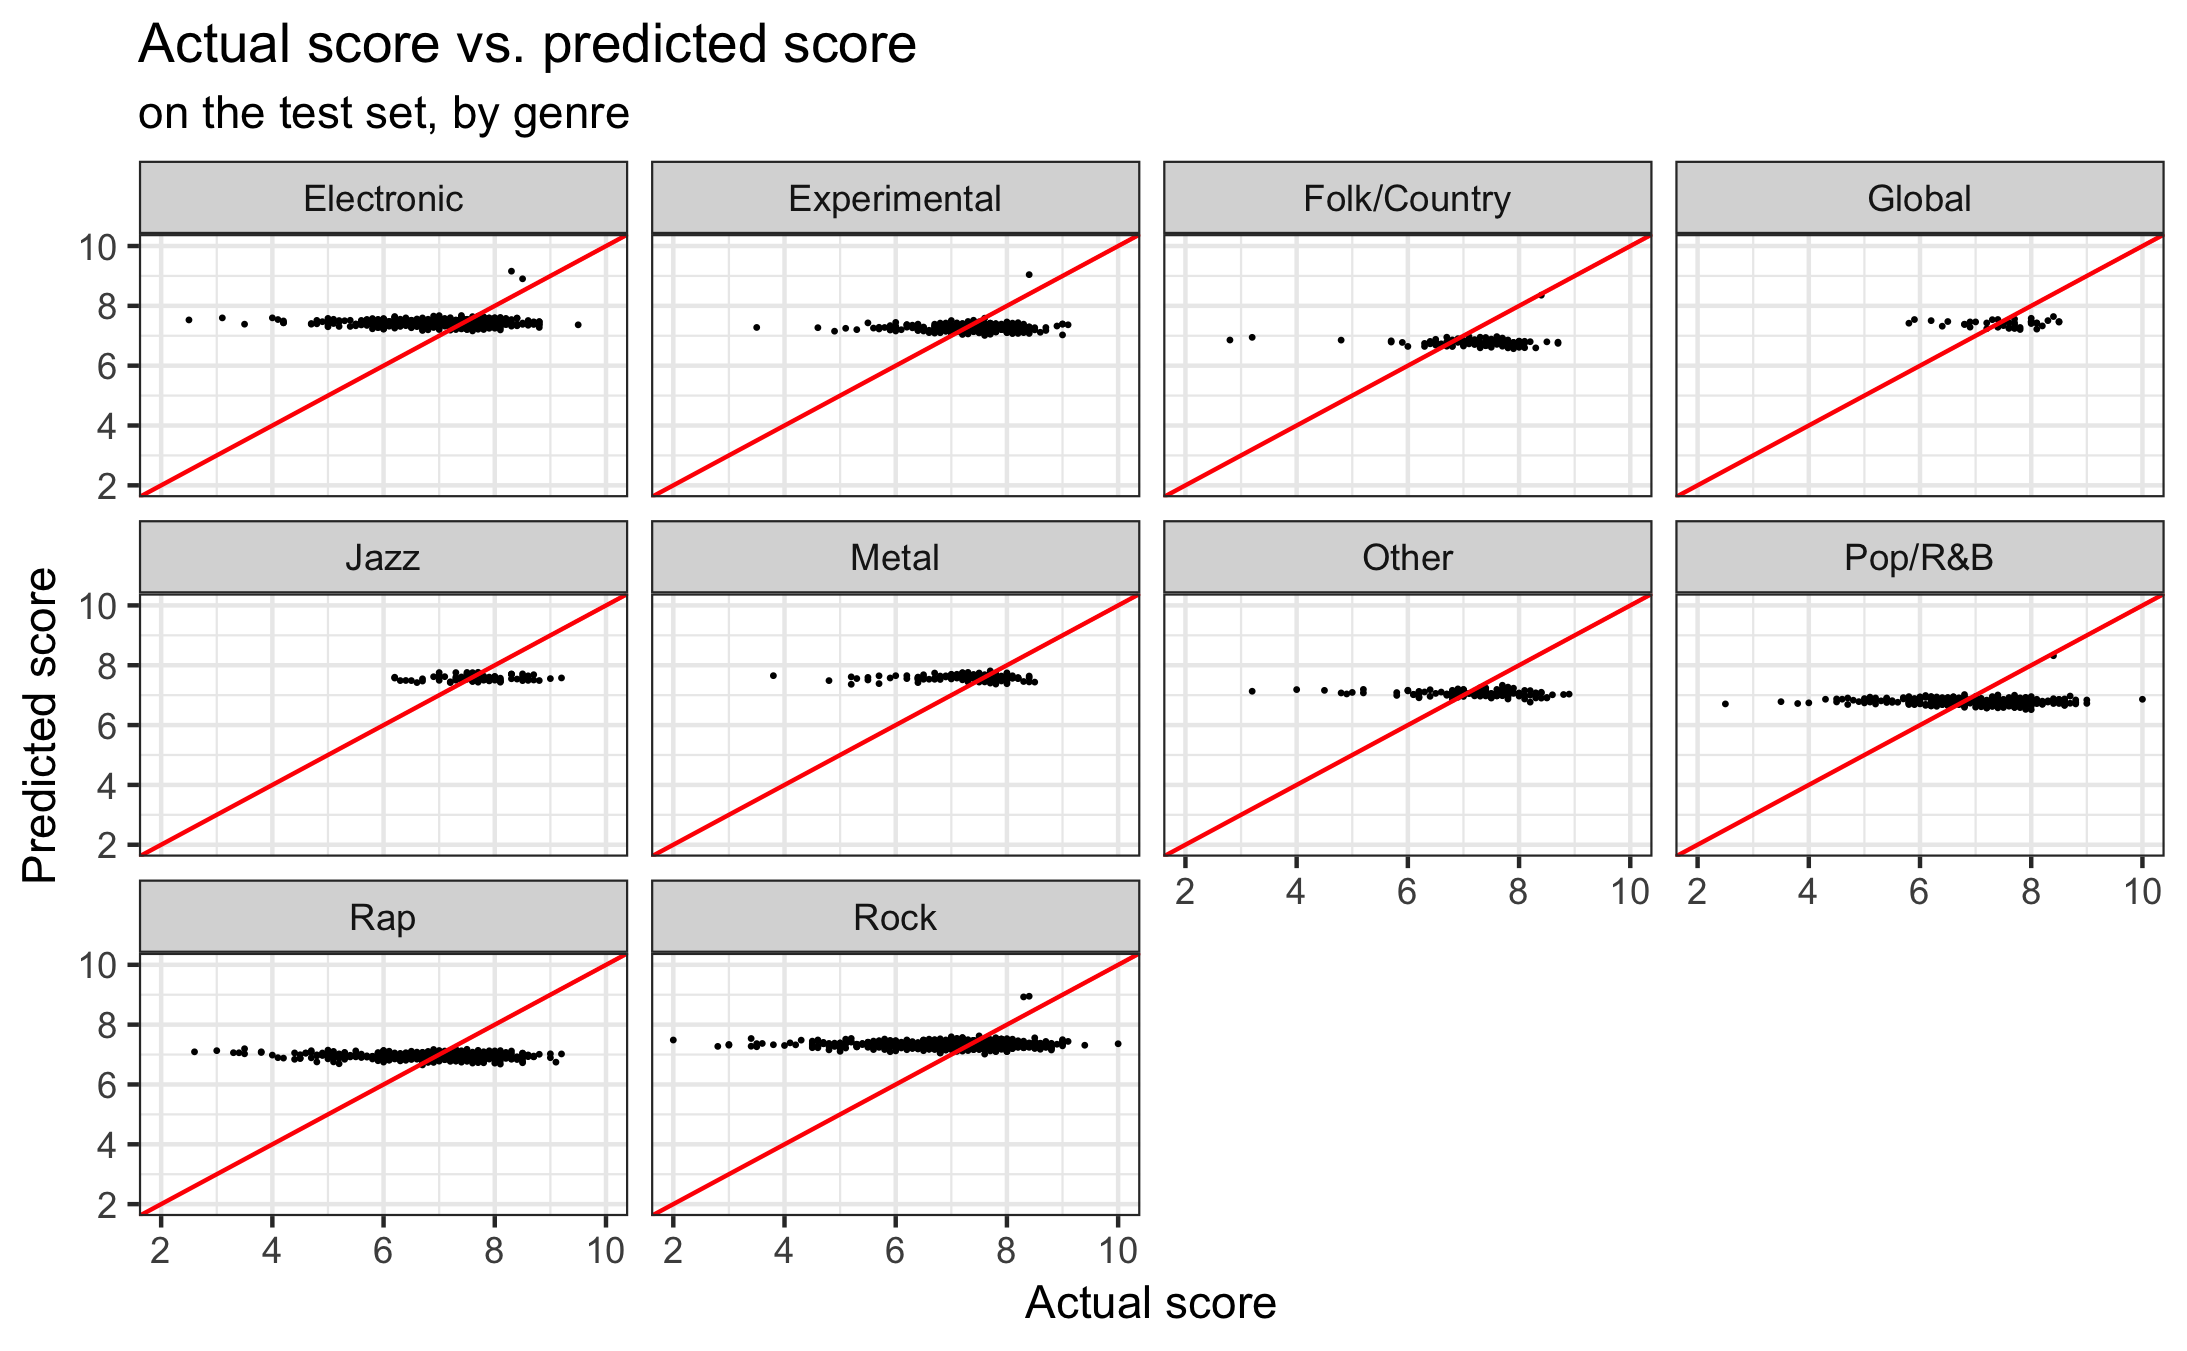 Actual score vs. predicted score
on the test set, by genre
Electronic
Experimental
Folk/Country
Global
10
8
6
4
2
Jazz
Metal
Other
Pop/R&B
10
8
6
4
2
2 4 6 8 10
2 4 6 8 10
Rap
Rock
10
8
6
4
2
2 4 6 8 10
2 4 6 8 10
Predicted score
Actual score